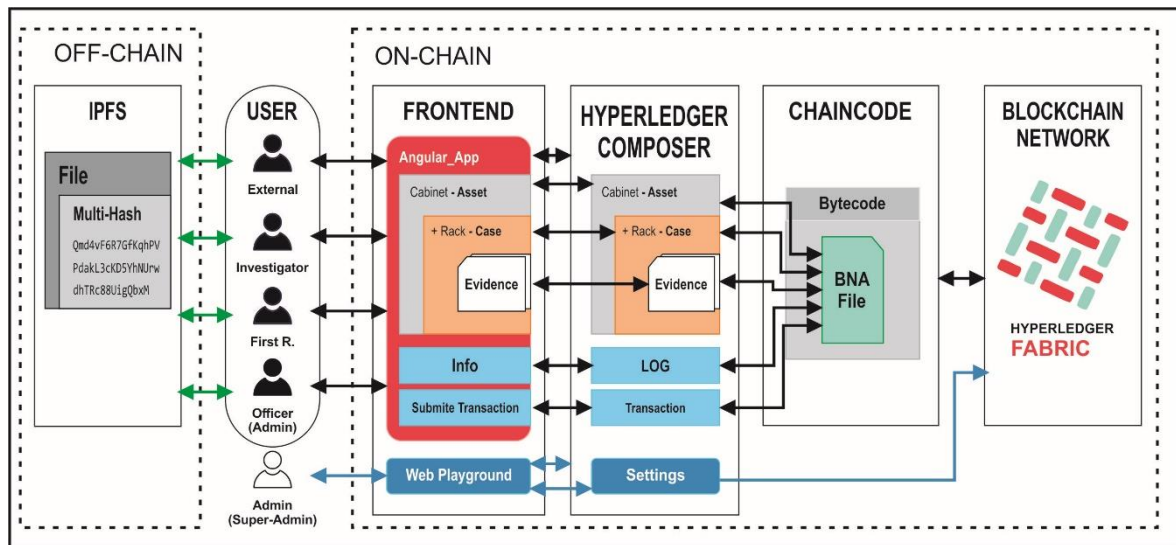 OFF-CHAIN
IPFS
File
Multi-Hash
Qmd4vF6R7GfKqhPV
PdakL3cKD5YhNUrw
dhTRc88UigQbxM
USER
External
Investigator
First R.
Officer
(Admin)
Admin
(Super-Admin)
ON-CHAIN
FRONTEND
Angular_App
Cabinet - Asset
+ Rack - Case
Evidence
Info
Submite Transaction
Web Playground
HYPERLEDGER
COMPOSER
Cabinet - Asset
+ Rack - Case
Evidence
LOG
Transaction
Settings
CHAINCODE
Bytecode
BNA
File
BLOCKCHAIN
NETWORK
HYPERLEDGER
FABRIC